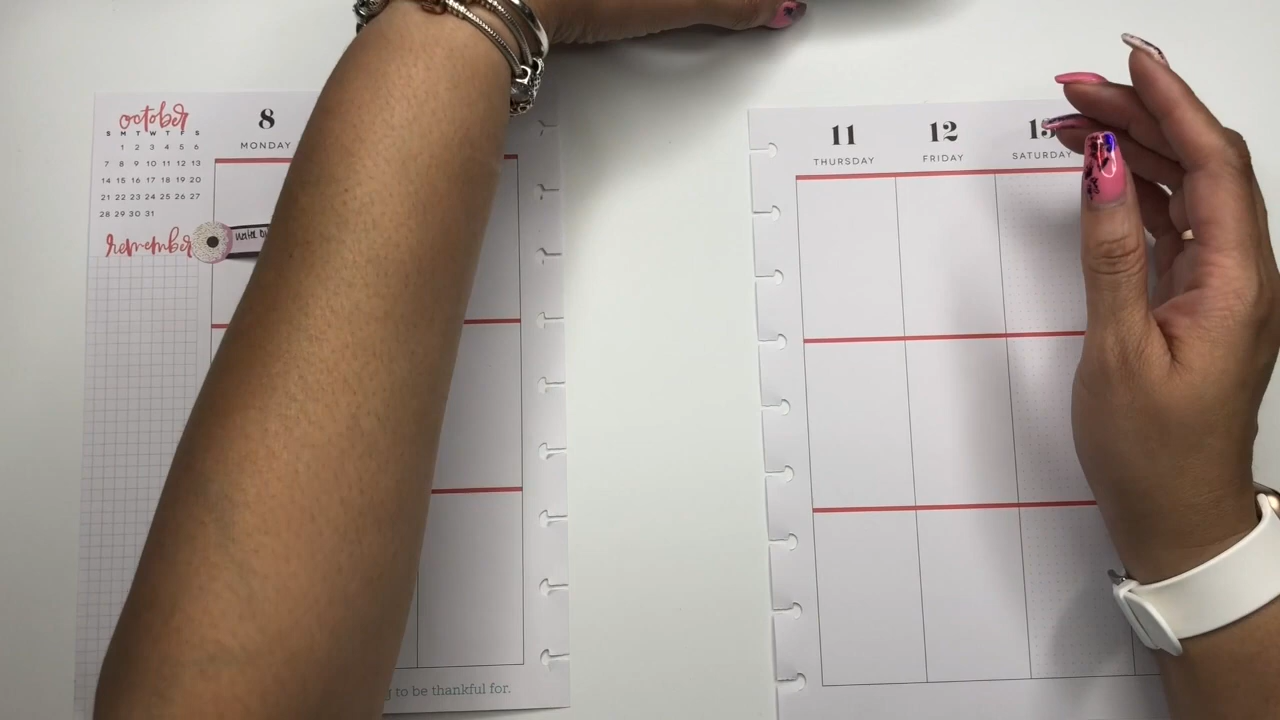 october
S M T W T F S
1 2 3 4 5 6
7 8 9 10 11 12 13
14 15 16 17 18 19 20
21 22 23 24 25 26 27
28 29 30 31
remember
8
MONDAY
to be thankful for.
11
THURSDAY
12
FRIDAY
13
SATURDAY